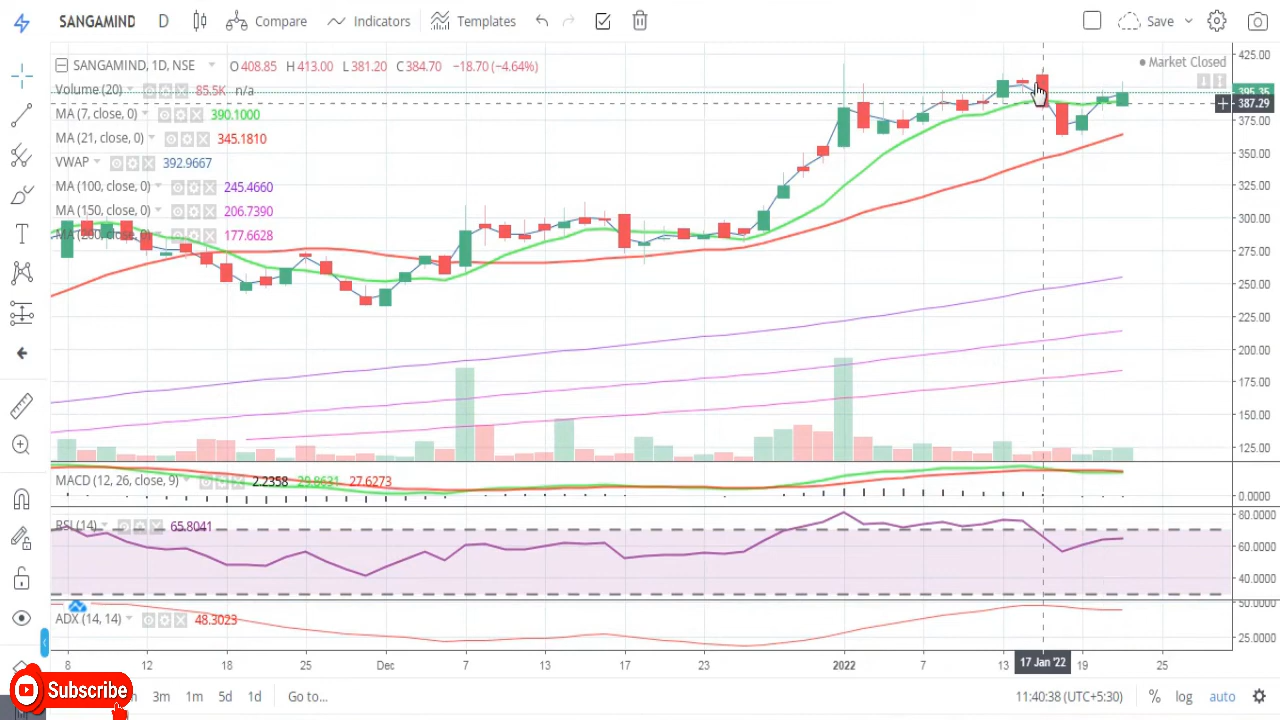 SANGAMIND D Compare Indicators Templates Save
SANGAMIND, 1D, NSE O408.85 H413.00 L381.20 C384.70 −18.70 (−4.64%)
Market Closed
Volume (20) 85.5K n/a
MA (7, close, 0) 390.1000
MA (21, close, 0) 345.1810
VWAP 392.9667
MA (100, close, 0) 245.4660
MA (150, close, 0) 206.7390
MA (200, close, 0) 177.6628
425.00
395.35
387.29
375.00
350.00
325.00
300.00
275.00
250.00
225.00
200.00
175.00
150.00
125.00
MACD (12, 26, close, 9) 2.2358 29.8631 27.6273
0.0000
RSI (14) 65.8041
80.0000
60.0000
40.0000
ADX (14, 14) 48.3023
50.0000
25.0000
8 12 18 25 Dec 7 13 17 23 2022 7 13 17 Jan '22 19 25
Subscribe
3m 1m 5d 1d Go to... 11:40:38 (UTC+5:30) % log auto